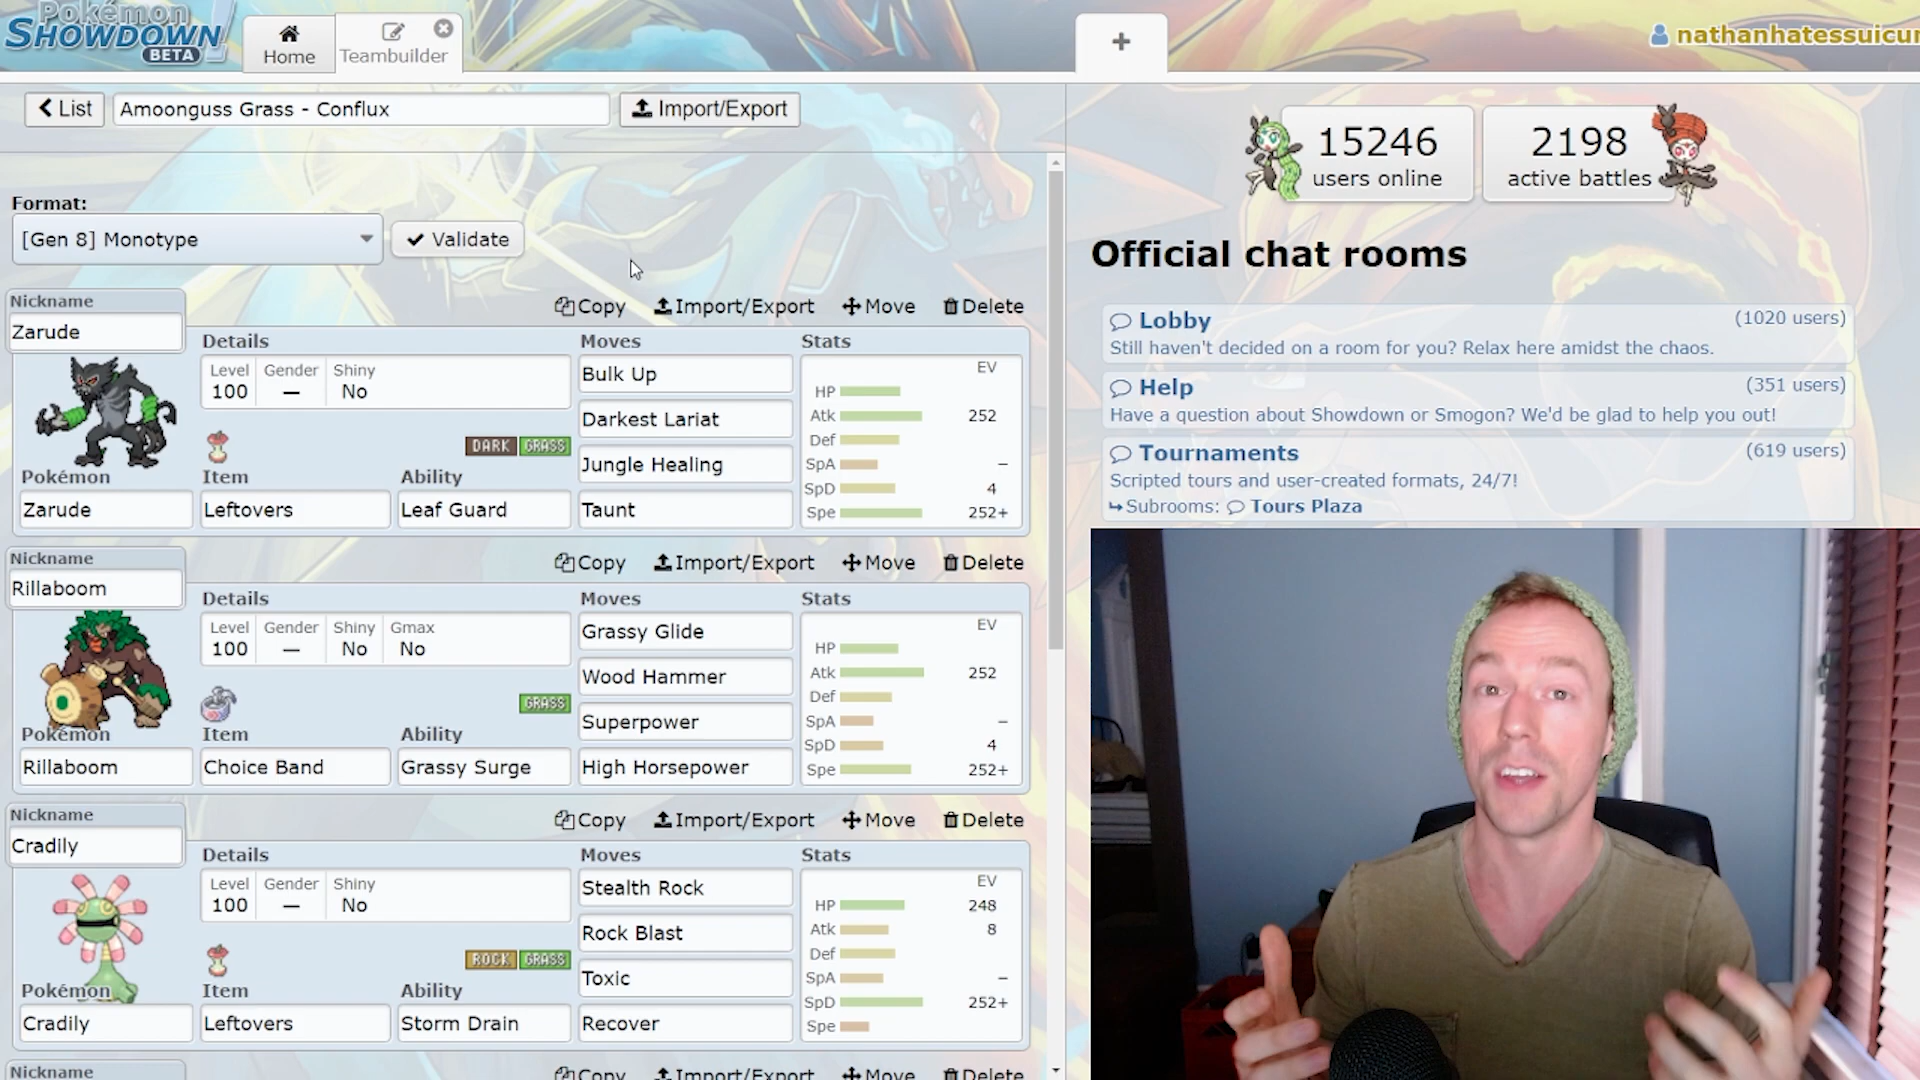 Pokémon
SHOWDOWN
BETA
Home
Teambuilder
+
nathanhatessuicun
List
Amoonguss Grass - Conflux
Import/Export
15246
users online
2198
active battles
Format:
[Gen 8] Monotype
Validate
Official chat rooms
Lobby
(1020 users)
Still haven't decided on a room for you? Relax here amidst the chaos.
Help
(351 users)
Have a question about Showdown or Smogon? We'd be glad to help you out!
Tournaments
(619 users)
Scripted tours and user-created formats, 24/7!
Subrooms: Tours Plaza
Nickname
Zarude
Copy Import/Export Move Delete
Details
Moves
Stats
Level
100
Gender
—
Shiny
No
DARK GRASS
Pokémon
Zarude
Item
Leftovers
Ability
Leaf Guard
Bulk Up
Darkest Lariat
Jungle Healing
Taunt
EV
HP
Atk 252
Def
SpA –
SpD 4
Spe 252+
Nickname
Rillaboom
Copy Import/Export Move Delete
Details
Moves
Stats
Level
100
Gender
—
Shiny
No
Gmax
No
GRASS
Pokémon
Rillaboom
Item
Choice Band
Ability
Grassy Surge
Grassy Glide
Wood Hammer
Superpower
High Horsepower
EV
HP
Atk 252
Def
SpA –
SpD 4
Spe 252+
Nickname
Cradily
Copy Import/Export Move Delete
Details
Moves
Stats
Level
100
Gender
—
Shiny
No
ROCK GRASS
Pokémon
Cradily
Item
Leftovers
Ability
Storm Drain
Stealth Rock
Rock Blast
Toxic
Recover
EV
HP 248
Atk 8
Def
SpA –
SpD 252+
Spe
Nickname
Copy Import/Export Move Delete